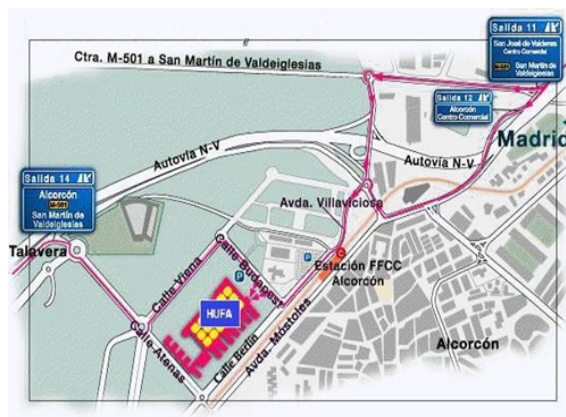 Salida 11
San José de Valderas
Centro Comercial
M-501
San Martín de
Valdeiglesias
Ctra. M-501 a San Martín de Valdeiglesias
Salida 12
Alcorcón
Centro Comercial
Madrid
Autovía N-V
Autovía N-V
Salida 14
Alcorcón
M-501
San Martín de
Valdeiglesias
Avda. Villaviciosa
Talavera
Calle Viena
Calle Budapest
P
P
C
Estación FFCC
Alcorcón
HUFA
Calle Atenas
Calle Berlín
Avda. Móstoles
Alcorcón